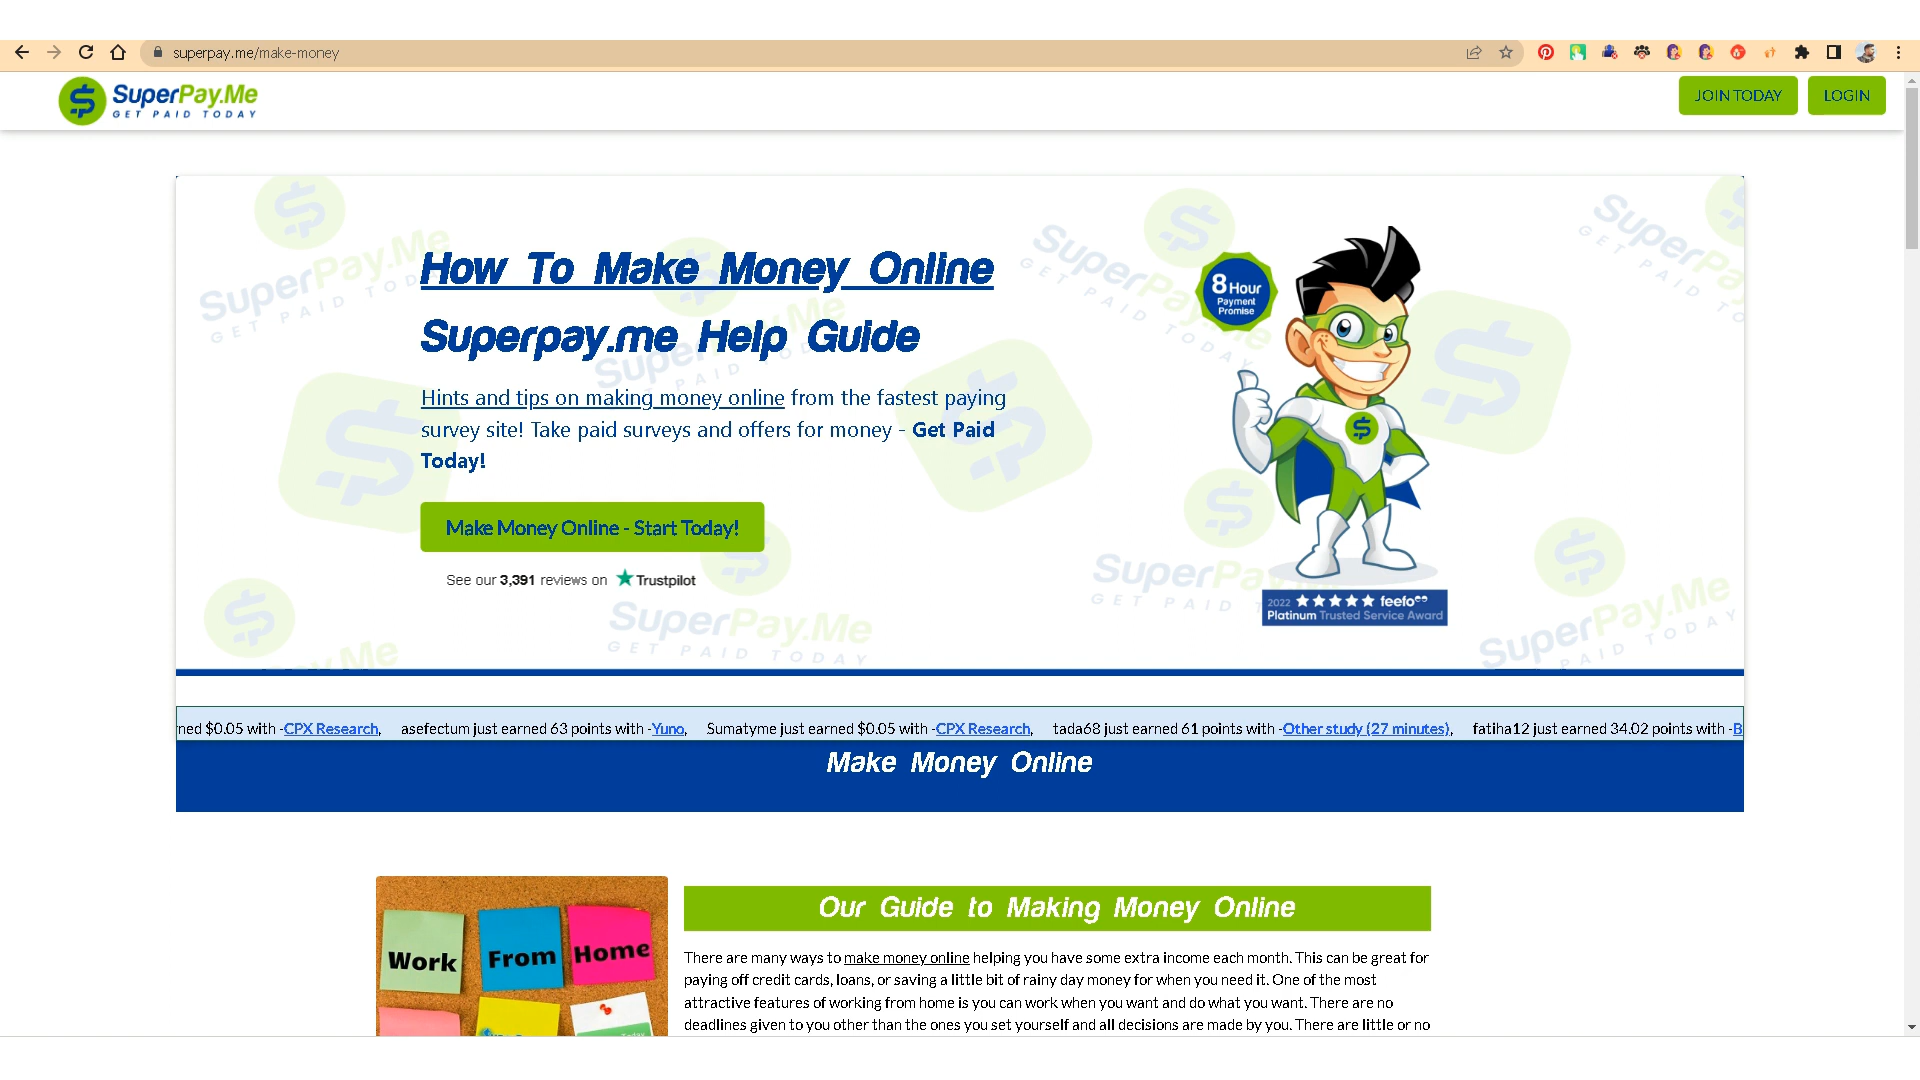 superpay.me/make-money
SuperPay.Me
GET PAID TODAY
JOIN TODAY
LOGIN
How To Make Money Online
Superpay.me Help Guide
Hints and tips on making money online from the fastest paying
survey site! Take paid surveys and offers for money - Get Paid
Today!
Make Money Online - Start Today!
See our 3,391 reviews on Trustpilot
8 Hour
Payment
Promise
2022 feefo
Platinum Trusted Service Award
ned $0.05 with -CPX Research, asefectum just earned 63 points with -Yuno, Sumatyme just earned $0.05 with -CPX Research, tada68 just earned 61 points with -Other study (27 minutes), fatiha12 just earned 34.02 points with -B
Make Money Online
Work From Home
Our Guide to Making Money Online
There are many ways to make money online helping you have some extra income each month. This can be great for
paying off credit cards, loans, or saving a little bit of rainy day money for when you need it. One of the most
attractive features of working from home is you can work when you want and do what you want. There are no
deadlines given to you other than the ones you set yourself and all decisions are made by you. There are little or no